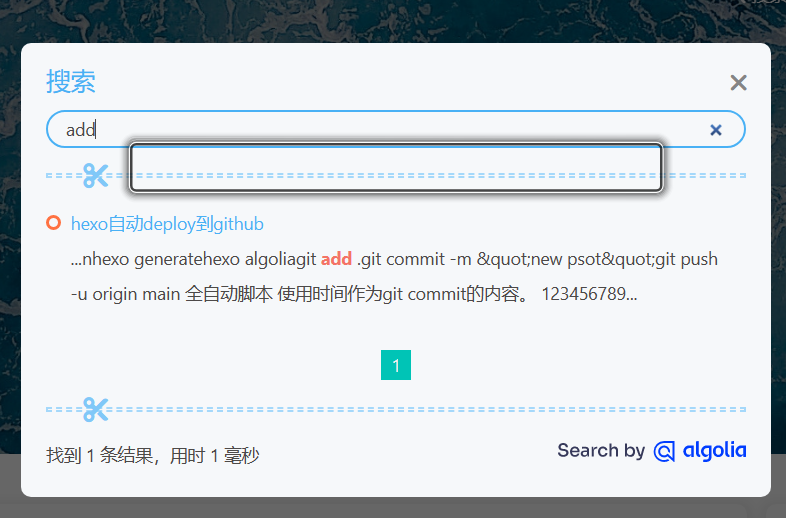 搜索
add
hexo自动deploy到github
...nhexo generatehexo algoliagit add .git commit -m &quot;new psot&quot;git push
-u origin main 全自动脚本 使用时间作为git commit的内容。 123456789...
1
找到 1 条结果，用时 1 毫秒
Search by algolia